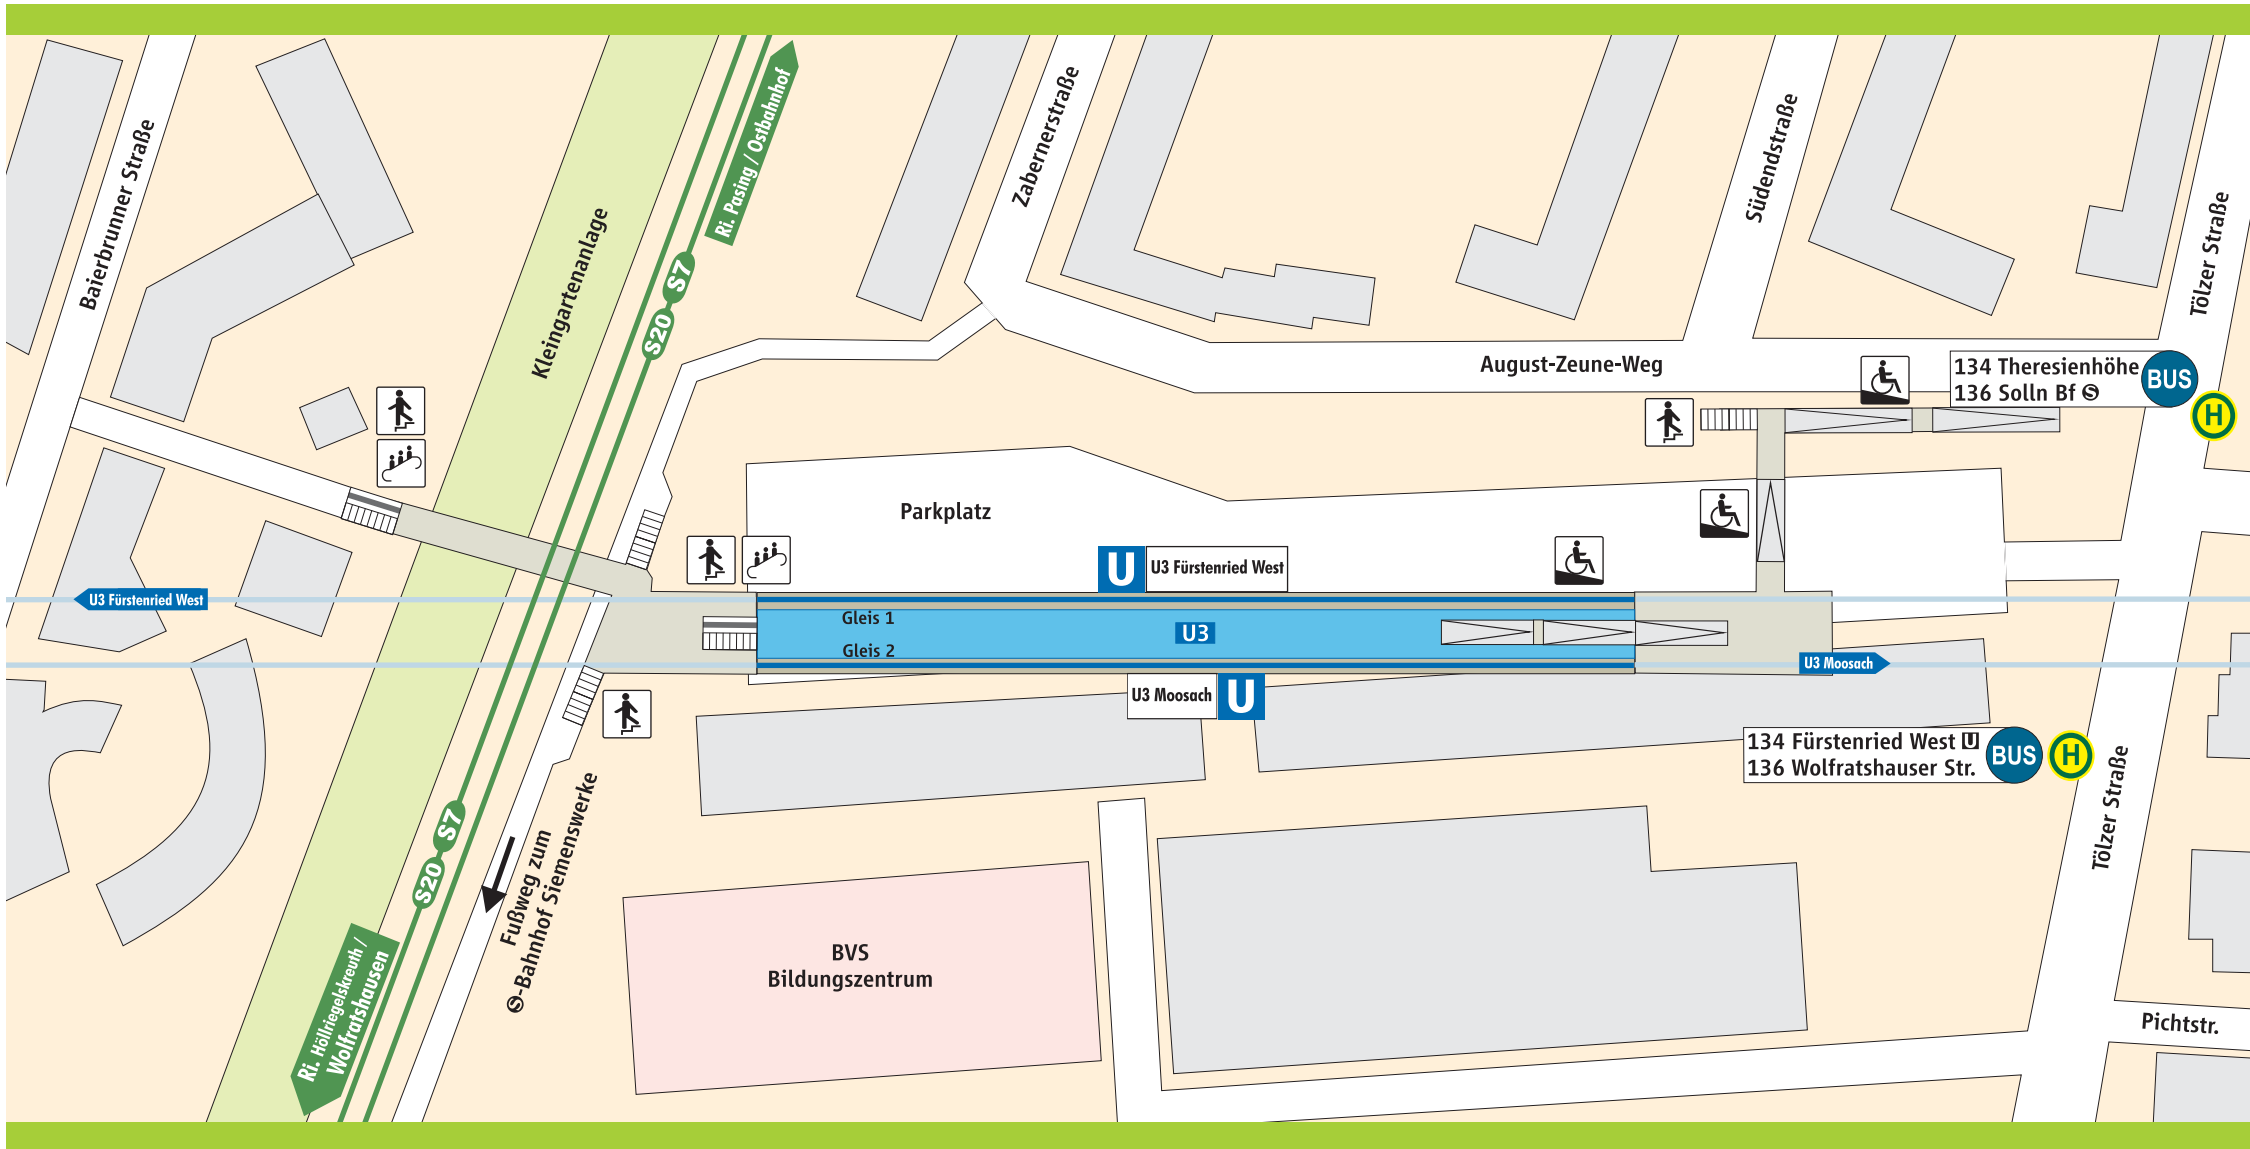 Baierbrunner Straße
Kleingartenanlage
Ri. Pasing / Ostbahnhof
S7
S20
Zabernerstraße
Südendstraße
Tölzer Straße
August-Zeune-Weg
134 Theresienhöhe
136 Solln Bf S
BUS
H
Parkplatz
U
U3 Fürstenried West
U3 Fürstenried West
Gleis 1
U3
Gleis 2
U3 Moosach
U3 Moosach
U
134 Fürstenried West U
136 Wolfratshauser Str.
BUS
H
Tölzer Straße
S7
S20
Fußweg zum
S-Bahnhof Siemenswerke
Ri. Höllriegelskreuth /
Wolfratshausen
BVS
Bildungszentrum
Pichtstr.